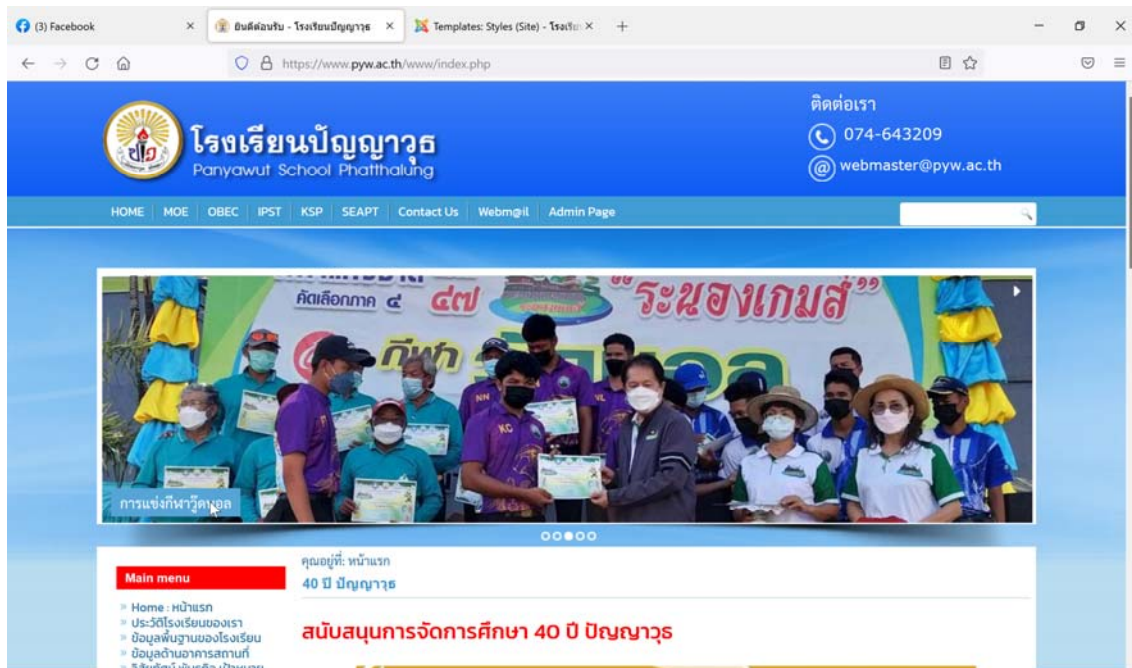 (3) Facebook
ยินดีต้อนรับ - โรงเรียนปัญญาวุธ
Templates: Styles (Site) - โรงเรีย
https://www.pyw.ac.th/www/index.php
โรงเรียนปัญญาวุธ
Panyawut School Phatthalung
ติดต่อเรา
074-643209
@ webmaster@pyw.ac.th
HOME MOE OBEC IPST KSP SEAPT Contact Us Webm@il Admin Page
คัดเลือกภาค ๔ ๔๗ "ระนองเกมส์"
กีฬา
NN NL
KC
การแข่งกีฬาวู๊ดบอล
คุณอยู่ที่: หน้าแรก
40 ปี ปัญญาวุธ
Main menu
» Home : หน้าแรก
» ประวัติโรงเรียนของเรา
» ข้อมูลพื้นฐานของโรงเรียน
» ข้อมูลด้านอาคารสถานที่
สนับสนุนการจัดการศึกษา 40 ปี ปัญญาวุธ